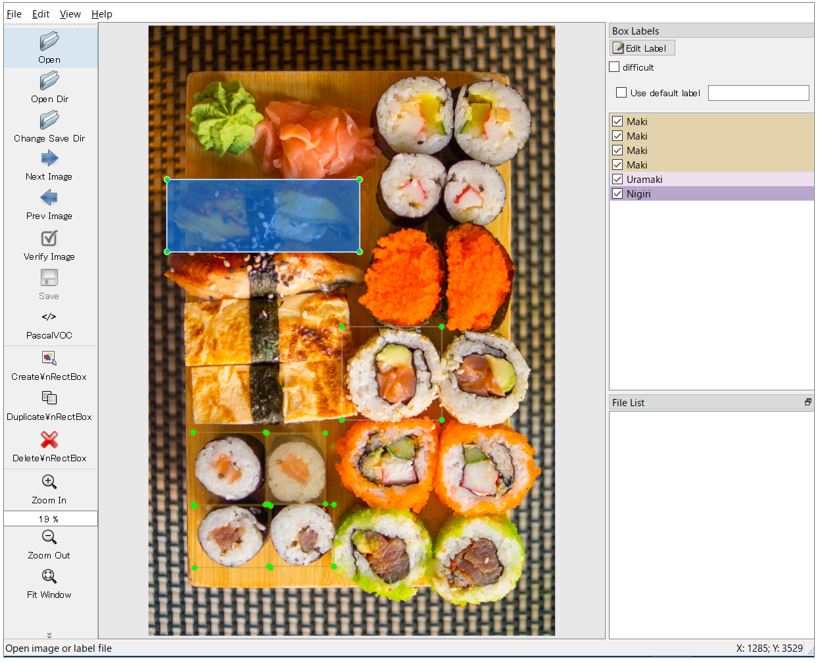 File Edit View Help
Open
Open Dir
Change Save Dir
Next Image
Prev Image
Verify Image
Save
</>
PascalVOC
Create¥nRectBox
Duplicate¥nRectBox
Delete¥nRectBox
Zoom In
19 %
Zoom Out
Fit Window
Box Labels
Edit Label
difficult
Use default label
Maki
Maki
Maki
Maki
Uramaki
Nigiri
File List
Open image or label file
X: 1285; Y: 3529